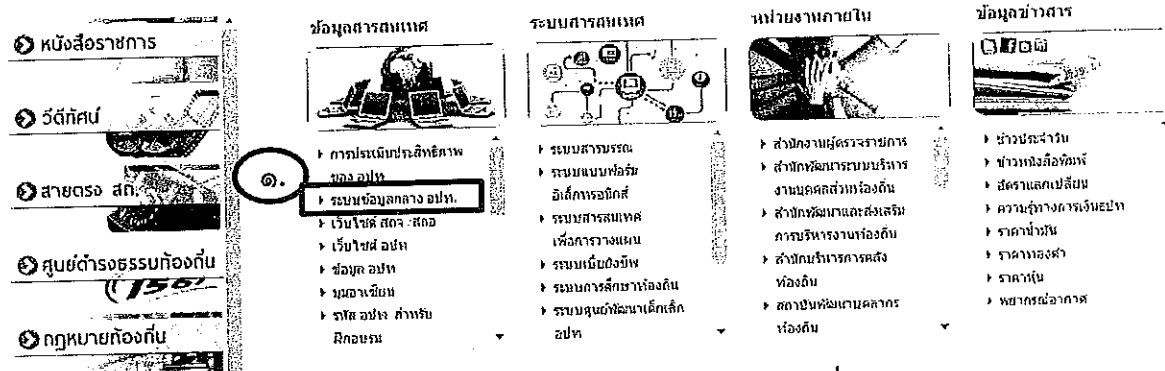 หนังสือราชการ
วีดีทัศน์
สายตรง สถ.
ศูนย์ดำรงธรรมท้องถิ่น
1567
กฎหมายท้องถิ่น
๑.
ข้อมูลสารสนเทศ
การประเมินประสิทธิภาพ
ของ อปท
ระบบข้อมูลกลาง อปท.
เว็บไซต์ สถจ./สถอ
เว็บไซต์ อปท
ข้อมูล อปท
มุมอาเซียน
รหัส อปท สำหรับ
ฝึกอบรม
ระบบสารสนเทศ
ระบบสารบรรณ
ระบบแบบฟอร์ม
อิเล็กทรอนิกส์
ระบบสารสนเทศ
เพื่อการวางแผน
ระบบเบี้ยยังชีพ
ระบบการศึกษาท้องถิ่น
ระบบศูนย์พัฒนาเด็กเล็ก
อปท
หน่วยงานภายใน
สำนักงานผู้ตรวจราชการ
สำนักพัฒนาระบบบริหาร
งานบุคคลส่วนท้องถิ่น
สำนักพัฒนาและส่งเสริม
การบริหารงานท้องถิ่น
สำนักบริหารการคลัง
ท้องถิ่น
สถาบันพัฒนาบุคลากร
ท้องถิ่น
ข้อมูลข่าวสาร
ข่าวประจำวัน
ข่าวหนังสือพิมพ์
อัตราแลกเปลี่ยน
ความรู้ทางการเงินอปท
ราคาน้ำมัน
ราคาทองคำ
ราคาหุ้น
พยากรณ์อากาศ